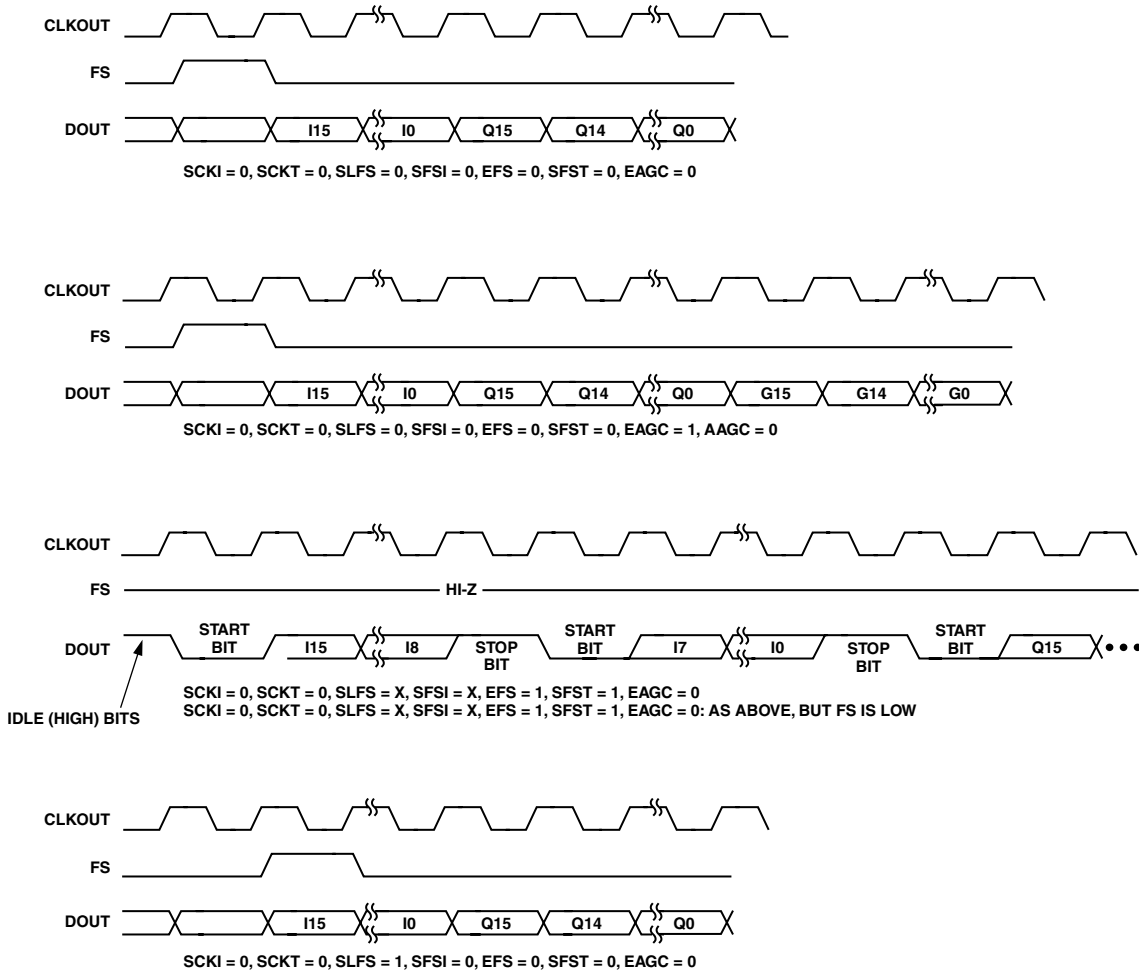 CLKOUT
FS
DOUT I15 I0 Q15 Q14 Q0
SCKI = 0, SCKT = 0, SLFS = 0, SFSI = 0, EFS = 0, SFST = 0, EAGC = 0
CLKOUT
FS
DOUT I15 I0 Q15 Q14 Q0 G15 G14 G0
SCKI = 0, SCKT = 0, SLFS = 0, SFSI = 0, EFS = 0, SFST = 0, EAGC = 1, AAGC = 0
CLKOUT
FS HI-Z
DOUT START BIT I15 I8 STOP BIT START BIT I7 I0 STOP BIT START BIT Q15
IDLE (HIGH) BITS
SCKI = 0, SCKT = 0, SLFS = X, SFSI = X, EFS = 1, SFST = 1, EAGC = 0
SCKI = 0, SCKT = 0, SLFS = X, SFSI = X, EFS = 1, SFST = 1, EAGC = 0: AS ABOVE, BUT FS IS LOW
CLKOUT
FS
DOUT I15 I0 Q15 Q14 Q0
SCKI = 0, SCKT = 0, SLFS = 1, SFSI = 0, EFS = 0, SFST = 0, EAGC = 0